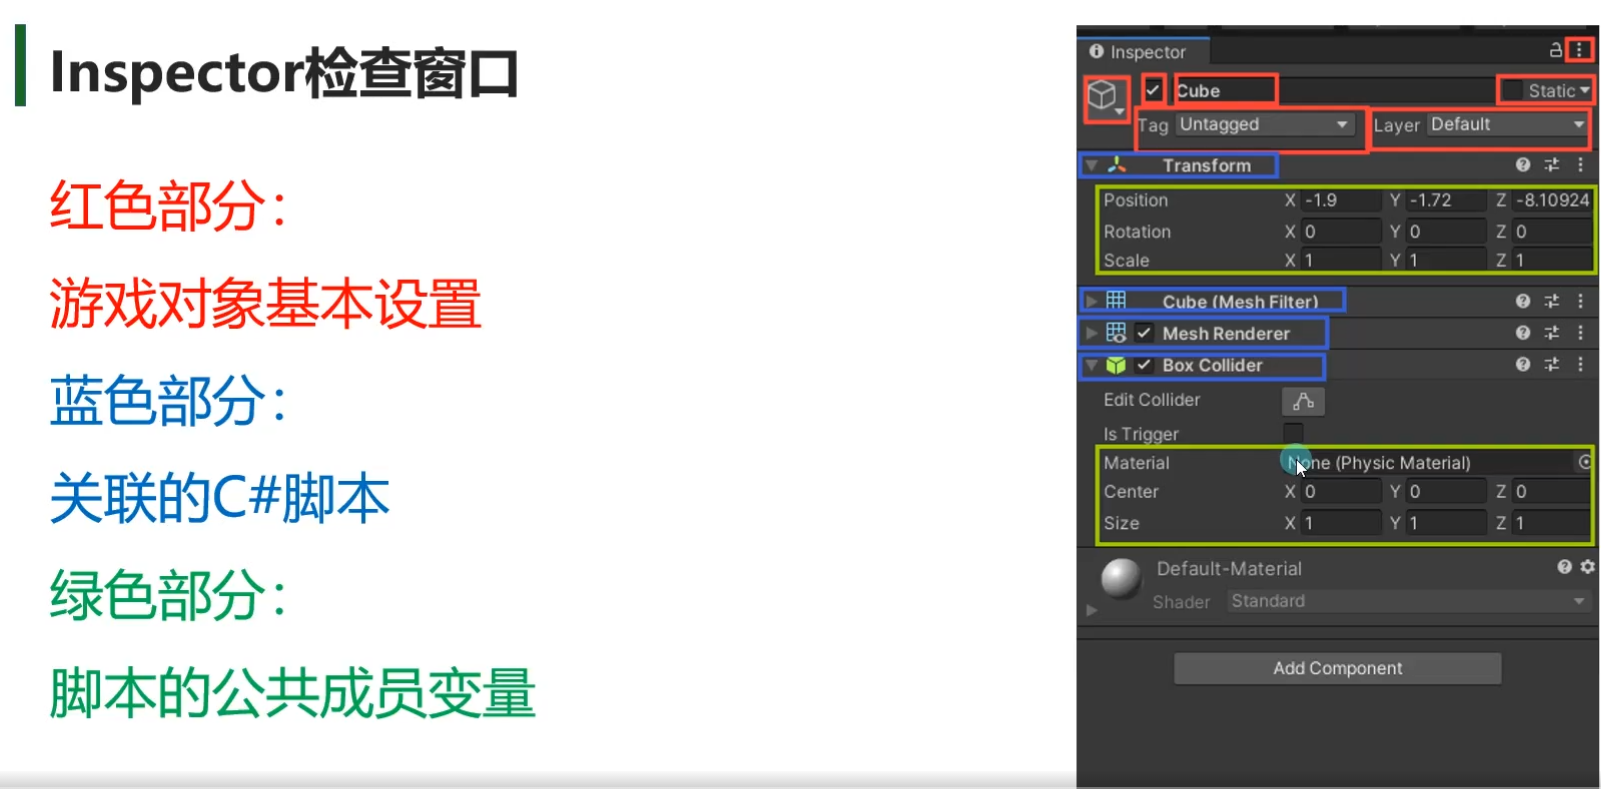 Inspector检查窗口
红色部分：
游戏对象基本设置
蓝色部分：
关联的C#脚本
绿色部分：
脚本的公共成员变量
Inspector
Cube Static
Tag Untagged Layer Default
Transform
Position X -1.9 Y -1.72 Z -8.10924
Rotation X 0 Y 0 Z 0
Scale X 1 Y 1 Z 1
Cube (Mesh Filter)
Mesh Renderer
Box Collider
Edit Collider
Is Trigger
Material None (Physic Material)
Center X 0 Y 0 Z 0
Size X 1 Y 1 Z 1
Default-Material
Shader Standard
Add Component